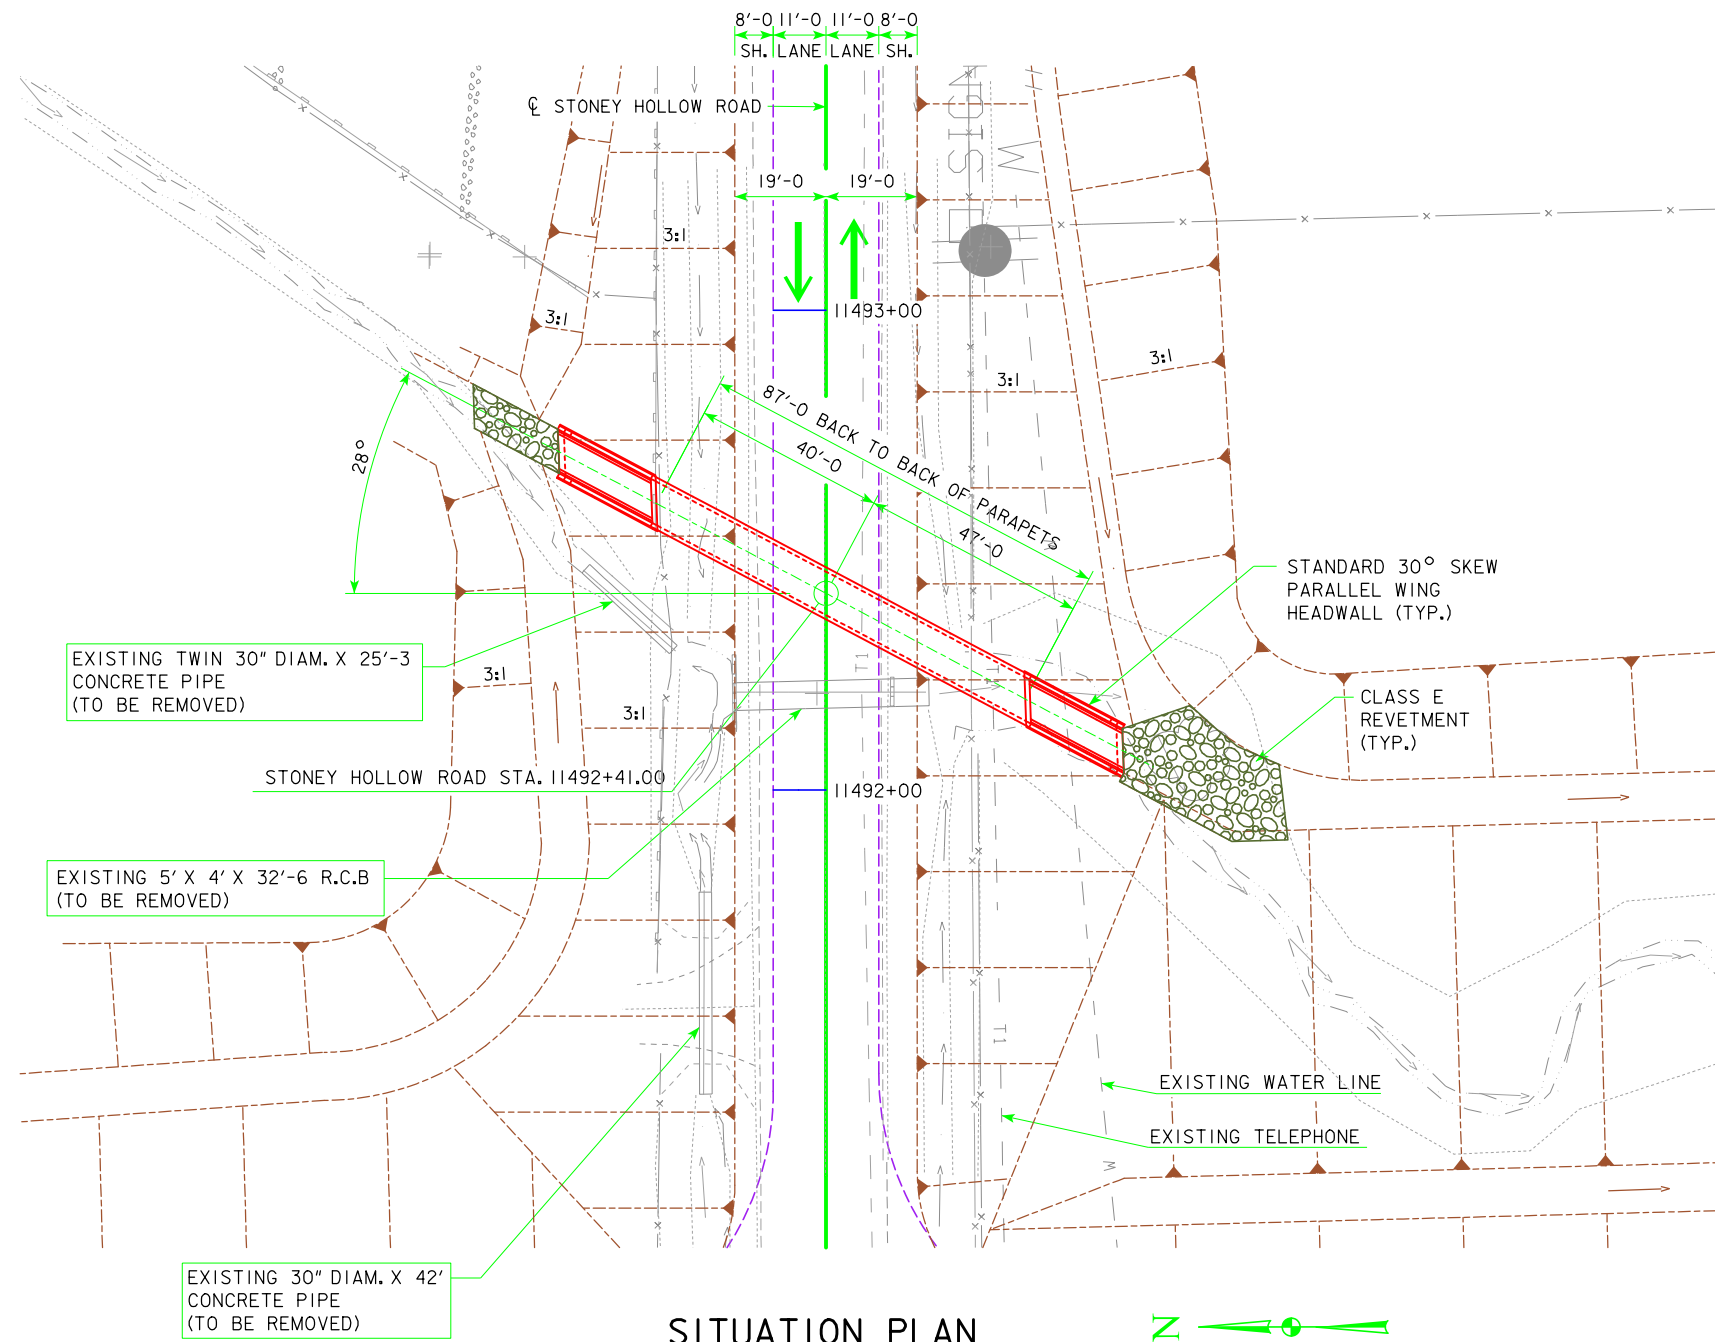 8'-0 11'-0 11'-0 8'-0
SH. LANE LANE SH.
℄ STONEY HOLLOW ROAD
SIGN
W
19'-0 19'-0
3:1
11493+00
3:1
3:1
3:1
87'-0 BACK TO BACK OF PARAPETS
40'-0
47'-0
28°
STANDARD 30° SKEW
PARALLEL WING
HEADWALL (TYP.)
EXISTING TWIN 30" DIAM. X 25'-3
CONCRETE PIPE
(TO BE REMOVED)
3:1
3:1
T1
CLASS E
REVETMENT
(TYP.)
STONEY HOLLOW ROAD STA. 11492+41.00
11492+00
EXISTING 5' X 4' X 32'-6 R.C.B
(TO BE REMOVED)
T1
EXISTING WATER LINE
EXISTING TELEPHONE
W
EXISTING 30" DIAM. X 42'
CONCRETE PIPE
(TO BE REMOVED)
SITUATION PLAN
N